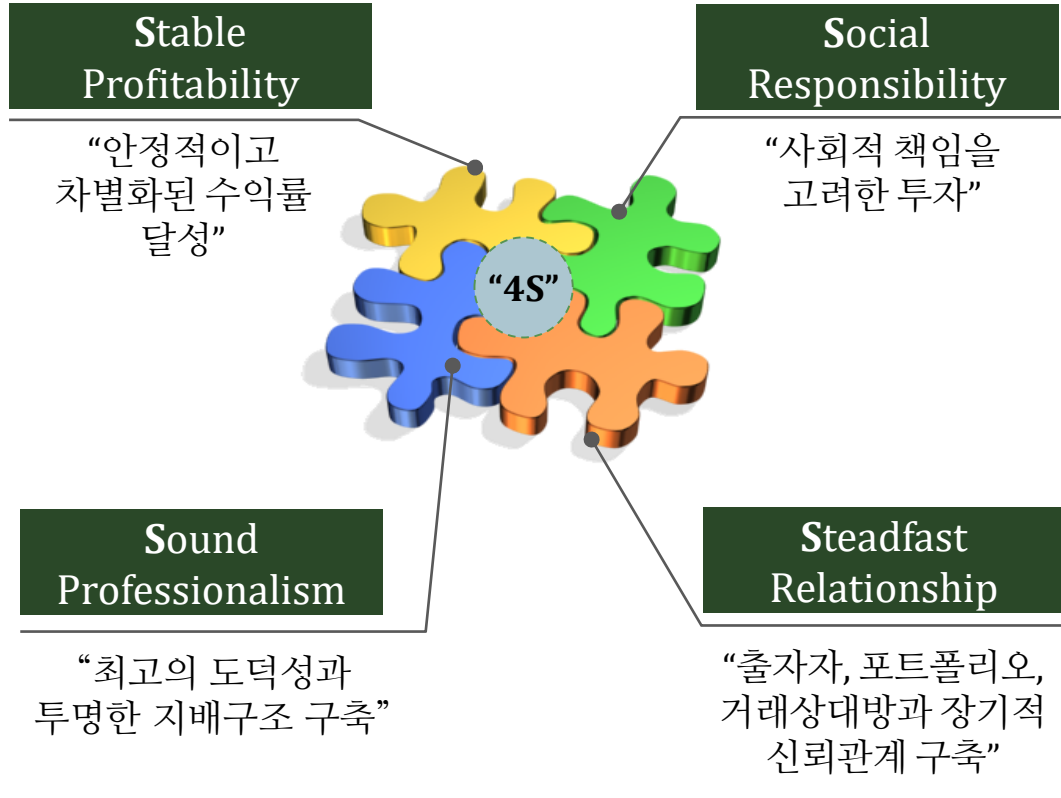 Stable
Profitability
“안정적이고
차별화된 수익률
달성”
Social
Responsibility
“사회적 책임을
고려한 투자”
“4S”
Sound
Professionalism
“최고의 도덕성과
투명한 지배구조 구축”
Steadfast
Relationship
“출자자, 포트폴리오,
거래상대방과 장기적
신뢰관계 구축”